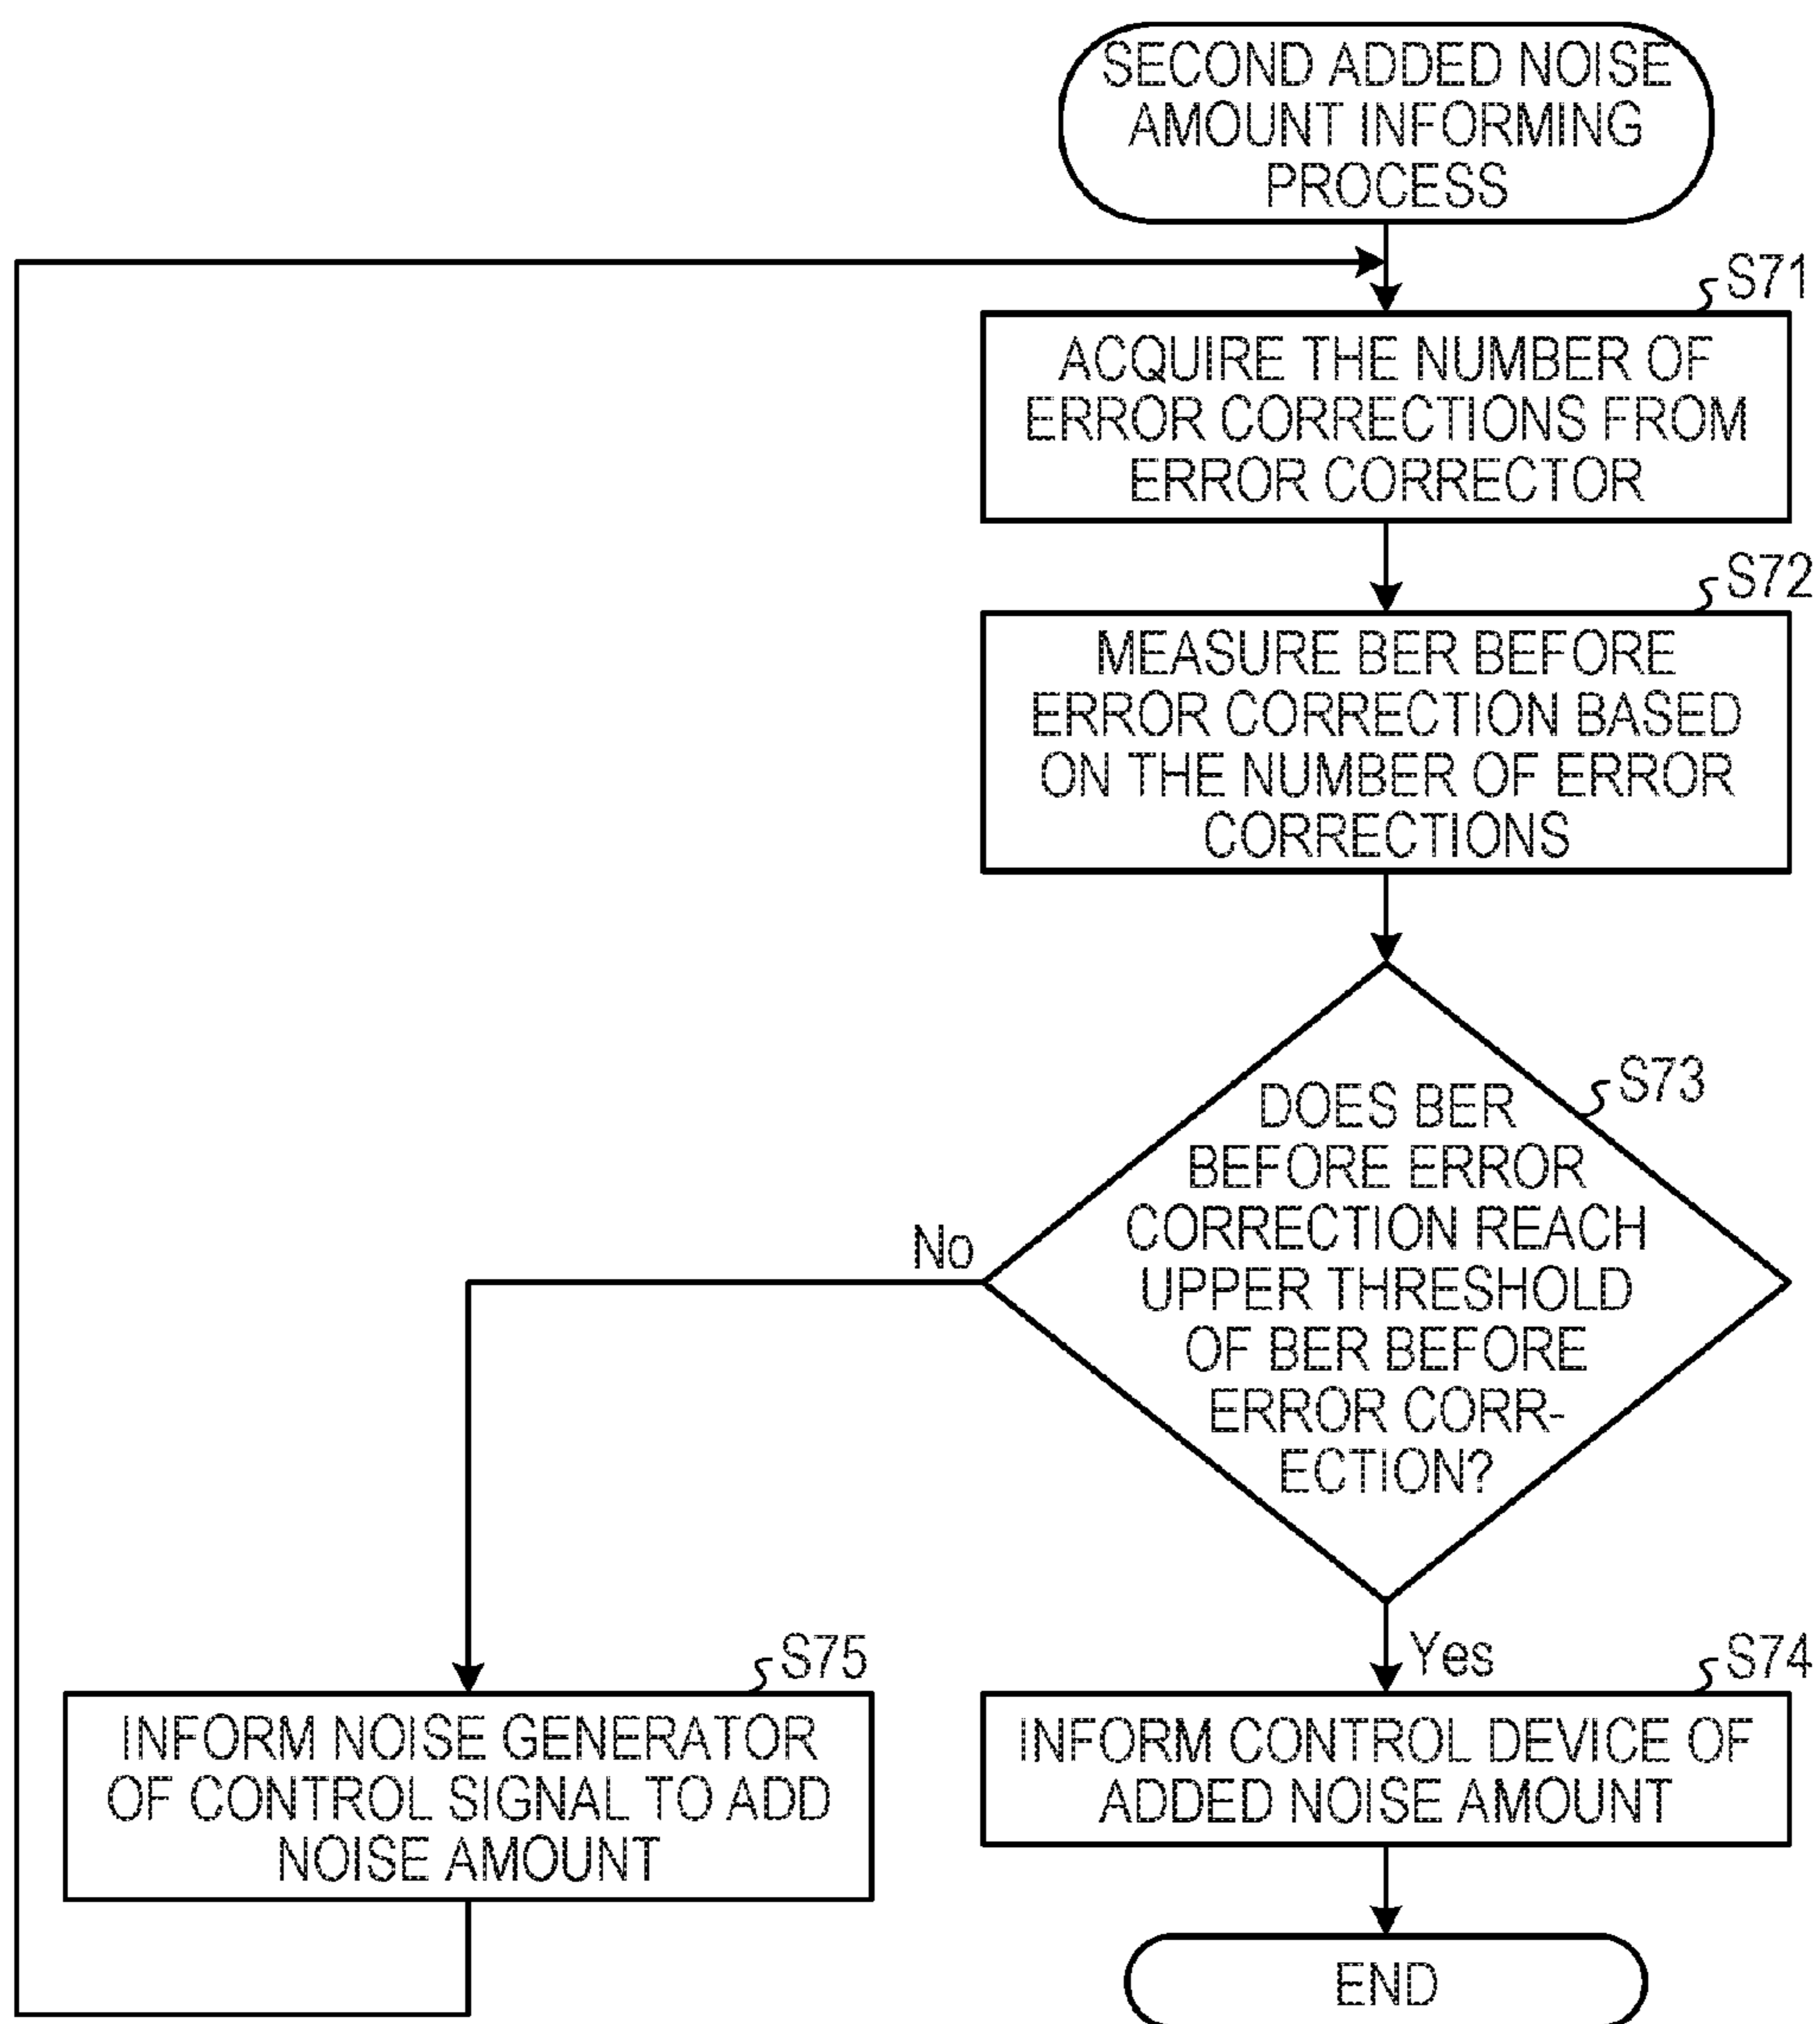 SECOND ADDED NOISE
AMOUNT INFORMING
PROCESS
S71
ACQUIRE THE NUMBER OF
ERROR CORRECTIONS FROM
ERROR CORRECTOR
S72
MEASURE BER BEFORE
ERROR CORRECTION BASED
ON THE NUMBER OF ERROR
CORRECTIONS
S73
DOES BER
BEFORE ERROR
CORRECTION REACH
UPPER THRESHOLD
OF BER BEFORE
ERROR CORR-
ECTION?
No
Yes
S75
INFORM NOISE GENERATOR
OF CONTROL SIGNAL TO ADD
NOISE AMOUNT
S74
INFORM CONTROL DEVICE OF
ADDED NOISE AMOUNT
END